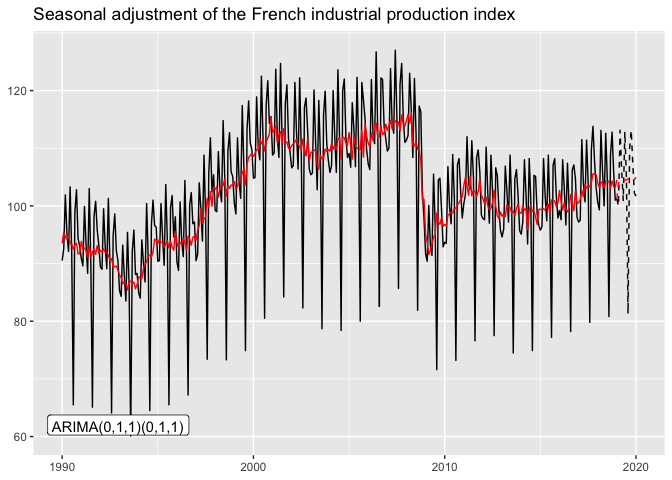 Seasonal adjustment of the French industrial production index
120
100
80
60
ARIMA(0,1,1)(0,1,1)
1990 2000 2010 2020